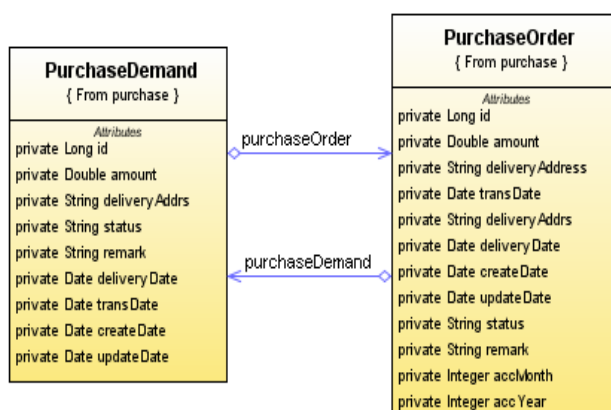 PurchaseDemand
{ From purchase }
Attributes
private Long id
private Double amount
private String deliveryAddrs
private String status
private String remark
private Date deliveryDate
private Date transDate
private Date createDate
private Date updateDate
purchaseOrder
purchaseDemand
PurchaseOrder
{ From purchase }
Attributes
private Long id
private Double amount
private String deliveryAddress
private Date transDate
private String deliveryAddrs
private Date deliveryDate
private Date createDate
private Date updateDate
private String status
private String remark
private Integer accMonth
private Integer accYear